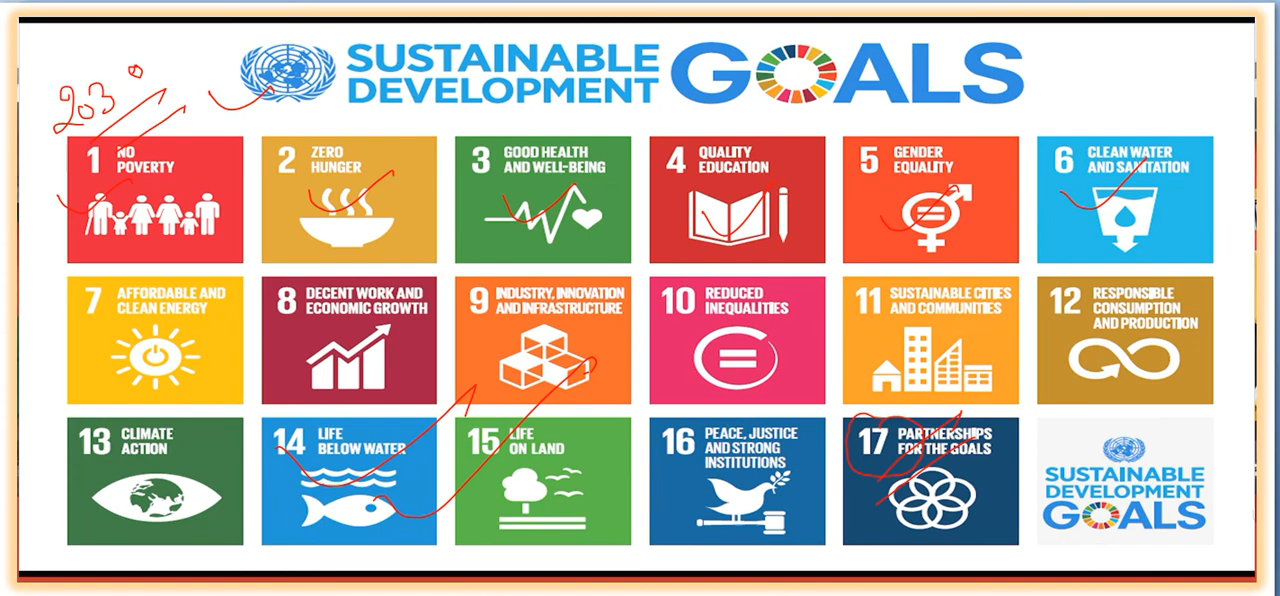 SUSTAINABLE
DEVELOPMENT
GOALS
2030
1 NO
POVERTY
2 ZERO
HUNGER
3 GOOD HEALTH
AND WELL-BEING
4 QUALITY
EDUCATION
5 GENDER
EQUALITY
6 CLEAN WATER
AND SANITATION
7 AFFORDABLE AND
CLEAN ENERGY
8 DECENT WORK AND
ECONOMIC GROWTH
9 INDUSTRY, INNOVATION
AND INFRASTRUCTURE
10 REDUCED
INEQUALITIES
11 SUSTAINABLE CITIES
AND COMMUNITIES
12 RESPONSIBLE
CONSUMPTION
AND PRODUCTION
13 CLIMATE
ACTION
14 LIFE
BELOW WATER
15 LIFE
ON LAND
16 PEACE, JUSTICE
AND STRONG
INSTITUTIONS
17 PARTNERSHIPS
FOR THE GOALS
SUSTAINABLE
DEVELOPMENT
GOALS